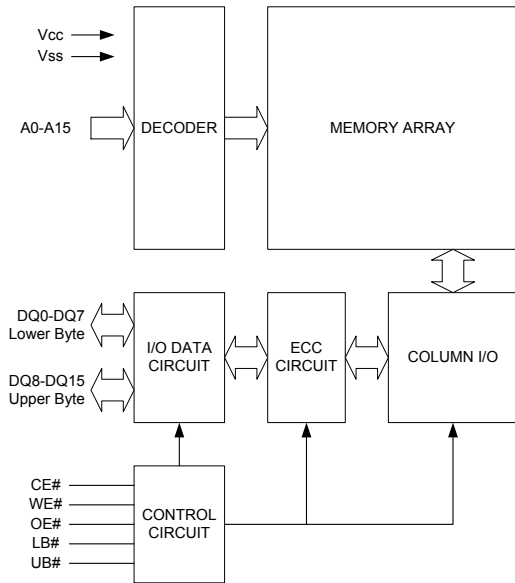 Vcc
Vss
A0-A15
DECODER
MEMORY ARRAY
DQ0-DQ7
Lower Byte
DQ8-DQ15
Upper Byte
I/O DATA
CIRCUIT
ECC
CIRCUIT
COLUMN I/O
CE#
WE#
OE#
LB#
UB#
CONTROL
CIRCUIT